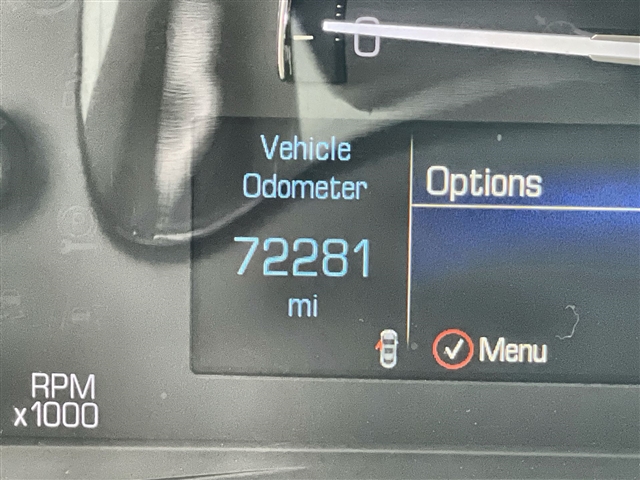 0
Vehicle
Odometer
72281
mi
Options
Menu
RPM
x1000